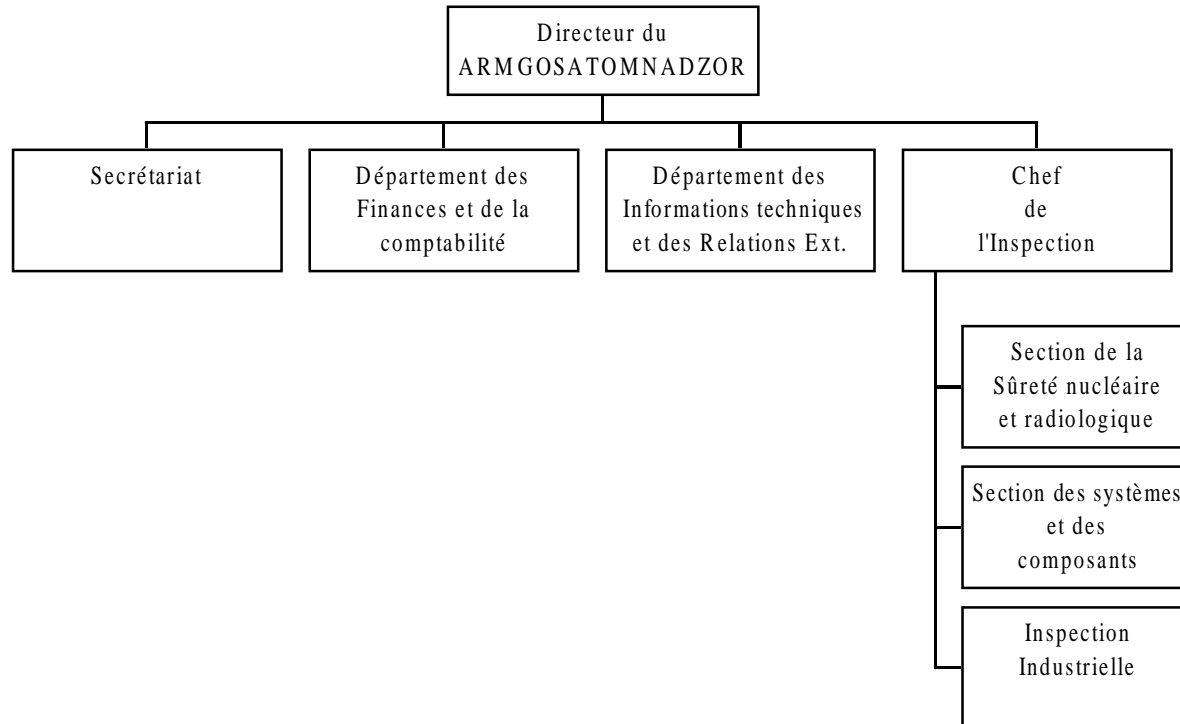 Directeur du
ARMGOSATOMNADZOR
Secrétariat
Département des
Finances et de la
comptabilité
Département des
Informations techniques
et des Relations Ext.
Chef
de
l'Inspection
Section de la
Sûreté nucléaire
et radiologique
Section des systèmes
et des
composants
Inspection
Industrielle